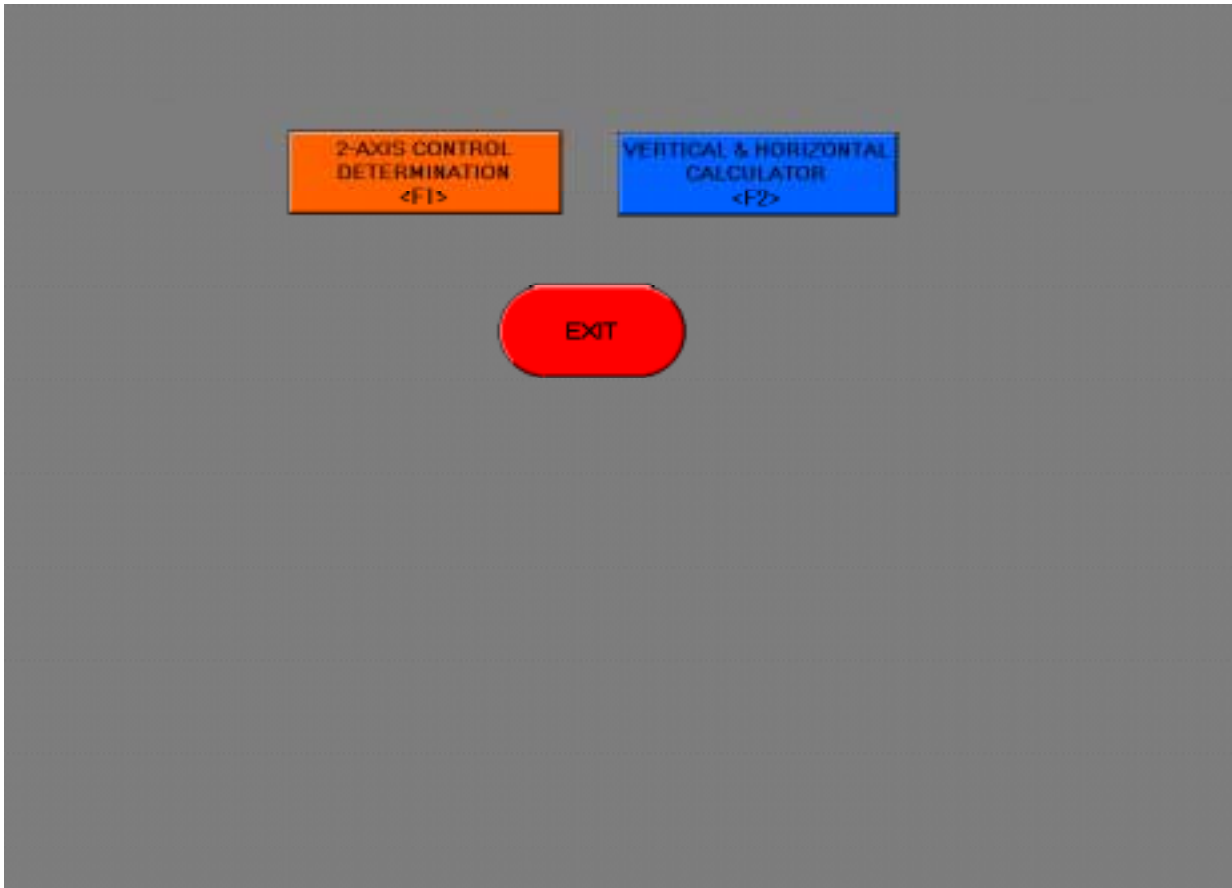 2-AXIS CONTROL
DETERMINATION
<F1>
VERTICAL & HORIZONTAL
CALCULATOR
<F2>
EXIT